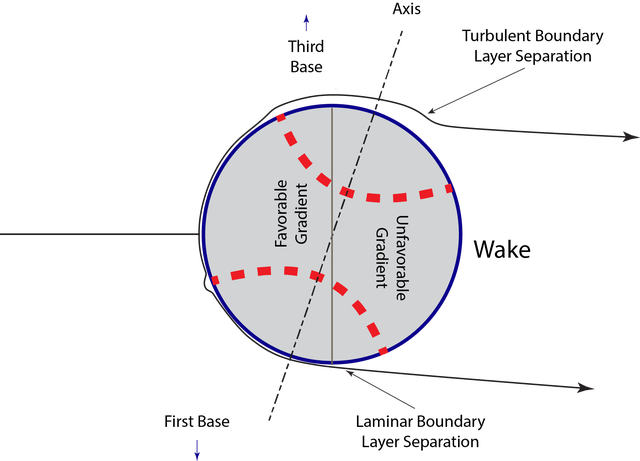 Axis
Turbulent Boundary
Layer Separation
Third
Base
Favorable
Gradient
Unfavorable
Gradient
Wake
First Base
Laminar Boundary
Layer Separation